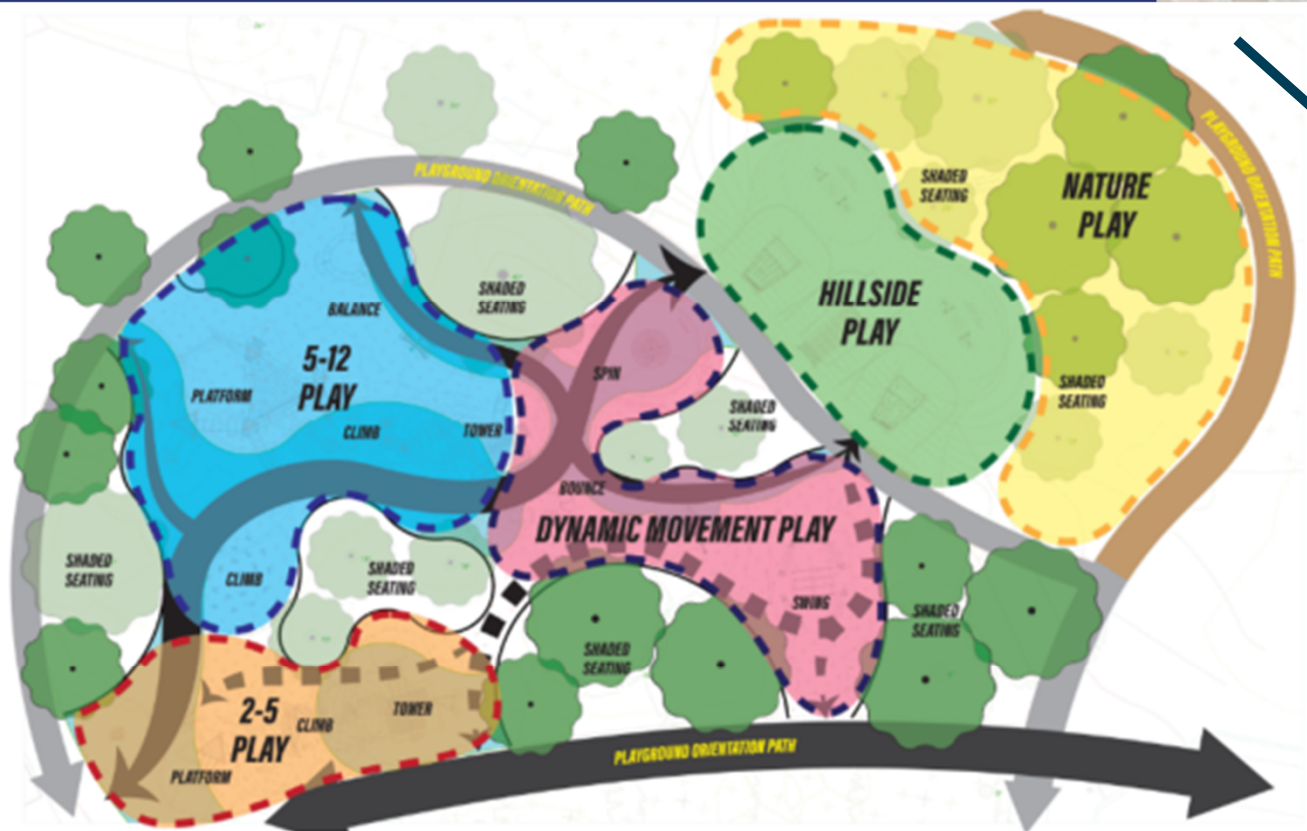 PLAYGROUND ORIENTATION PATH
PLAYGROUND ORIENTATION PATH
SHADED
SEATING
NATURE
PLAY
HILLSIDE
PLAY
SHADED
SEATING
BALANCE
5-12
PLAY
PLATFORM
CLIMB
TOWER
SPIN
SHADED
SEATING
SHADED
SEATING
BOUNCE
DYNAMIC MOVEMENT PLAY
SHADED
SEATING
CLIMB
SHADED
SEATING
SWING
SHADED
SEATING
SHADED
SEATING
2-5
PLAY
CLIMB
TOWER
PLATFORM
PLAYGROUND ORIENTATION PATH